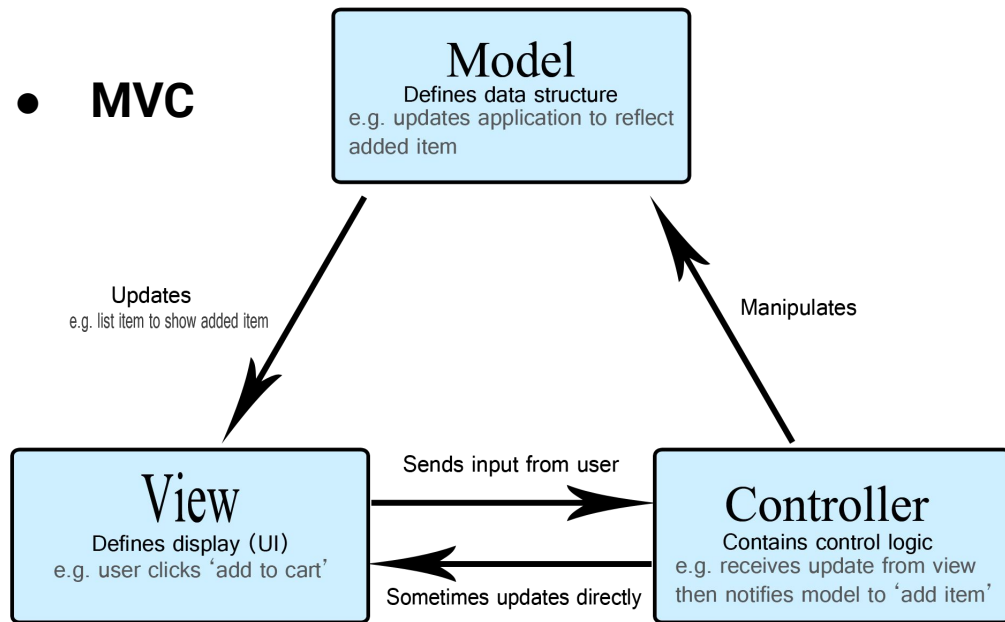 • MVC
Model
Defines data structure
e.g. updates application to reflect
added item
Updates
e.g. list item to show added item
Manipulates
View
Defines display (UI)
e.g. user clicks ‘add to cart’
Sends input from user
Sometimes updates directly
Controller
Contains control logic
e.g. receives update from view
then notifies model to ‘add item’